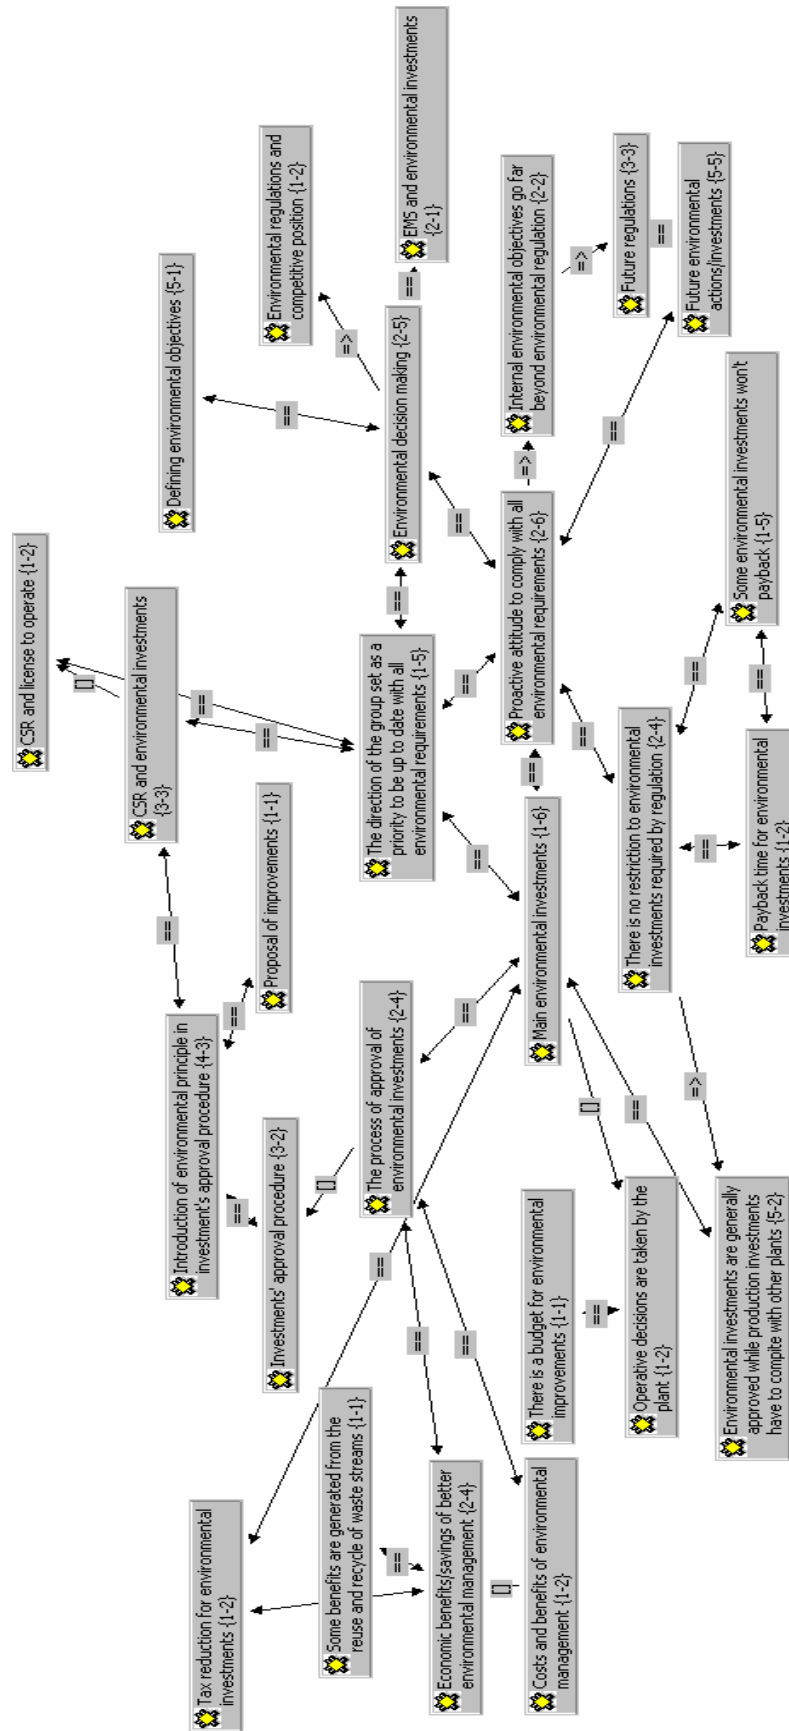 CSR and license to operate {1-2}
[]
==
CSR and environmental investments
{3-3}
==
==
Introduction of environmental principle in
investment's approval procedure {4-3}
Defining environmental objectives {5-1}
Tax reduction for environmental
investments {1-2}
==
==
==
Proposal of improvements {1-1}
Environmental regulations and
competitive position {1-2}
Investments' approval procedure {3-2}
[]
=>
Some benefits are generated from the
reuse and recycle of waste streams {1-1}
==
==
The process of approval of
environmental investments {2-4}
The direction of the group set as a
priority to be up to date with all
environmental requirements {1-5}
==
Environmental decision making {2-5}
==
EMS and environmental investments
{2-1}
==
==
Economic benefits/savings of better
environmental management {2-4}
==
==
==
==
==
[]
Main environmental investments {1-6}
==
Proactive attitude to comply with all
environmental requirements {2-6}
=>
Internal environmental objectives go far
beyond environmental regulation {2-2}
Costs and benefits of environmental
management {1-2}
There is a budget for environmental
improvements {1-1}
=>
==
[]
==
==
Future regulations {3-3}
==
Operative decisions are taken by the
plant {1-2}
==
There is no restriction to environmental
investments required by regulation {2-4}
==
Future environmental
actions/investments {5-5}
=>
==
Environmental investments are generally
approved while production investments
have to compite with other plants {5-2}
Payback time for environmental
investments {1-2}
==
Some environmental investments won't
payback {1-5}